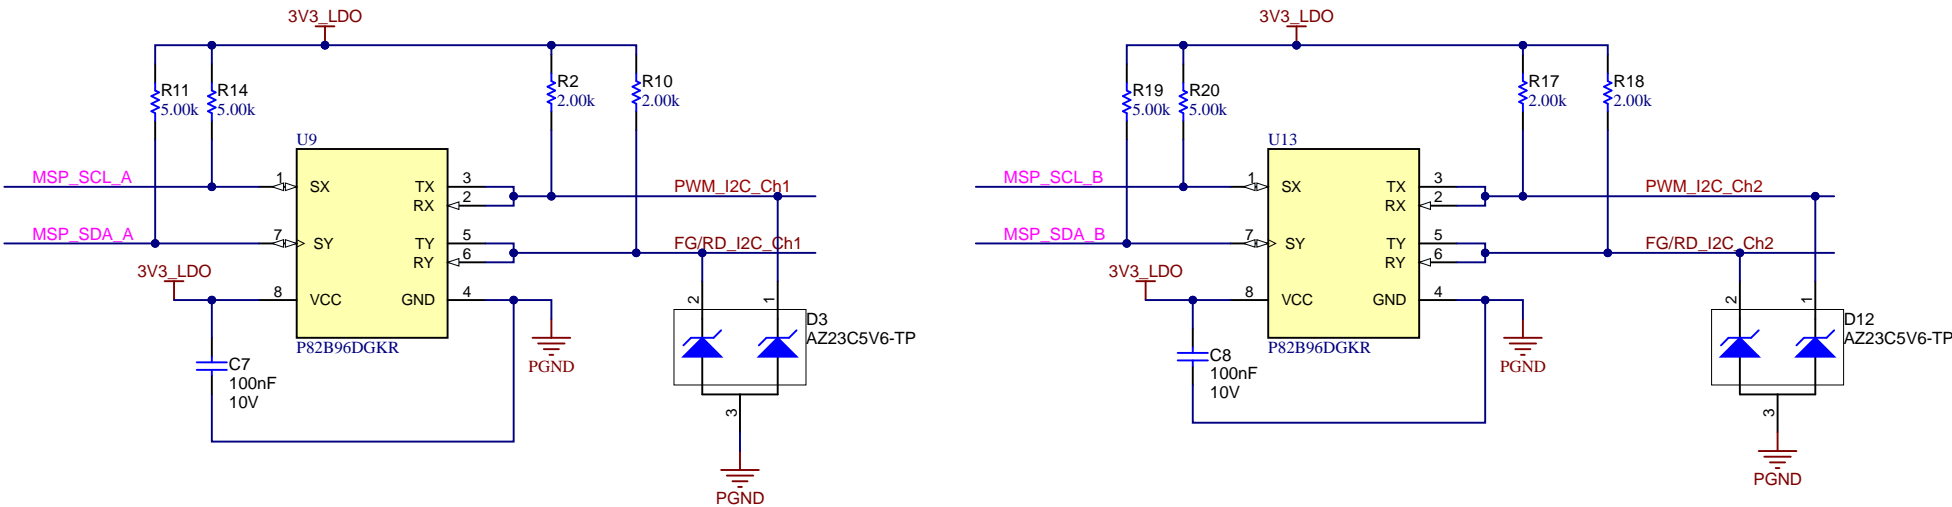 3V3_LDO
R11
5.00k
R14
5.00k
R2
2.00k
R10
2.00k
U9
MSP_SCL_A
1
SX
TX
3
RX
2
PWM_I2C_Ch1
MSP_SDA_A
7
SY
TY
5
RY
6
FG/RD_I2C_Ch1
3V3_LDO
8
VCC
GND
4
P82B96DGKR
PGND
C7
100nF
10V
2
1
D3
AZ23C5V6-TP
3
PGND
3V3_LDO
R19
5.00k
R20
5.00k
R17
2.00k
R18
2.00k
U13
MSP_SCL_B
1
SX
TX
3
RX
2
PWM_I2C_Ch2
MSP_SDA_B
7
SY
TY
5
RY
6
FG/RD_I2C_Ch2
3V3_LDO
8
VCC
GND
4
P82B96DGKR
PGND
C8
100nF
10V
2
1
D12
AZ23C5V6-TP
3
PGND